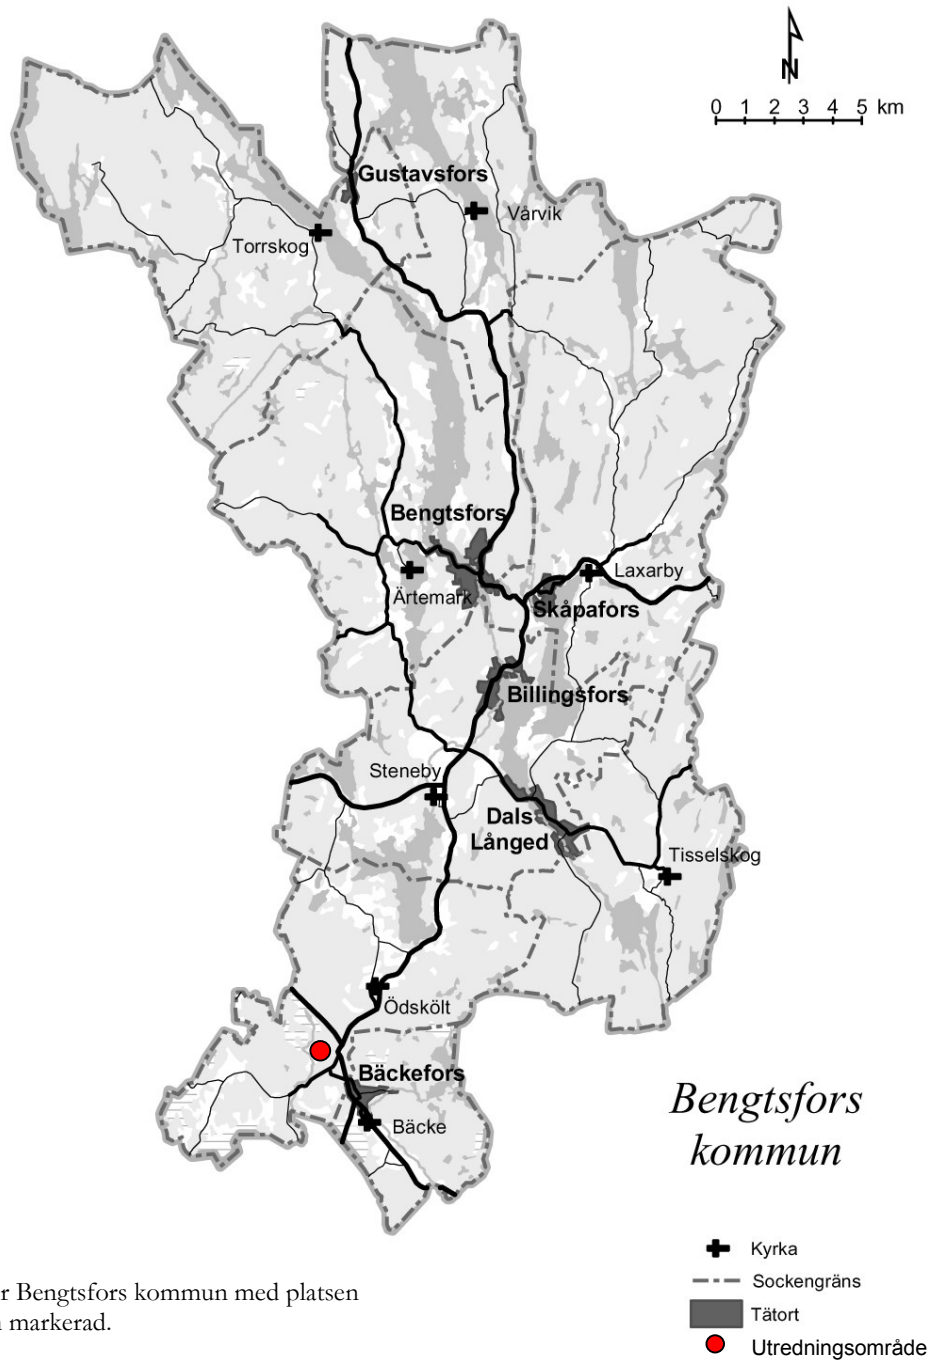 N
0 1 2 3 4 5 km
Gustavsfors
Vårvik
Torrskog
Bengtsfors
Laxarby
Ärtemark
Skåpafors
Billingsfors
Steneby
Dals
Långed
Tisselskog
Ödskölt
Bäckefors
Bäcke
Bengtsfors
kommun
Kyrka
Sockengräns
Tätort
Utredningsområde
Bengtsfors kommun med platsen
markerad.